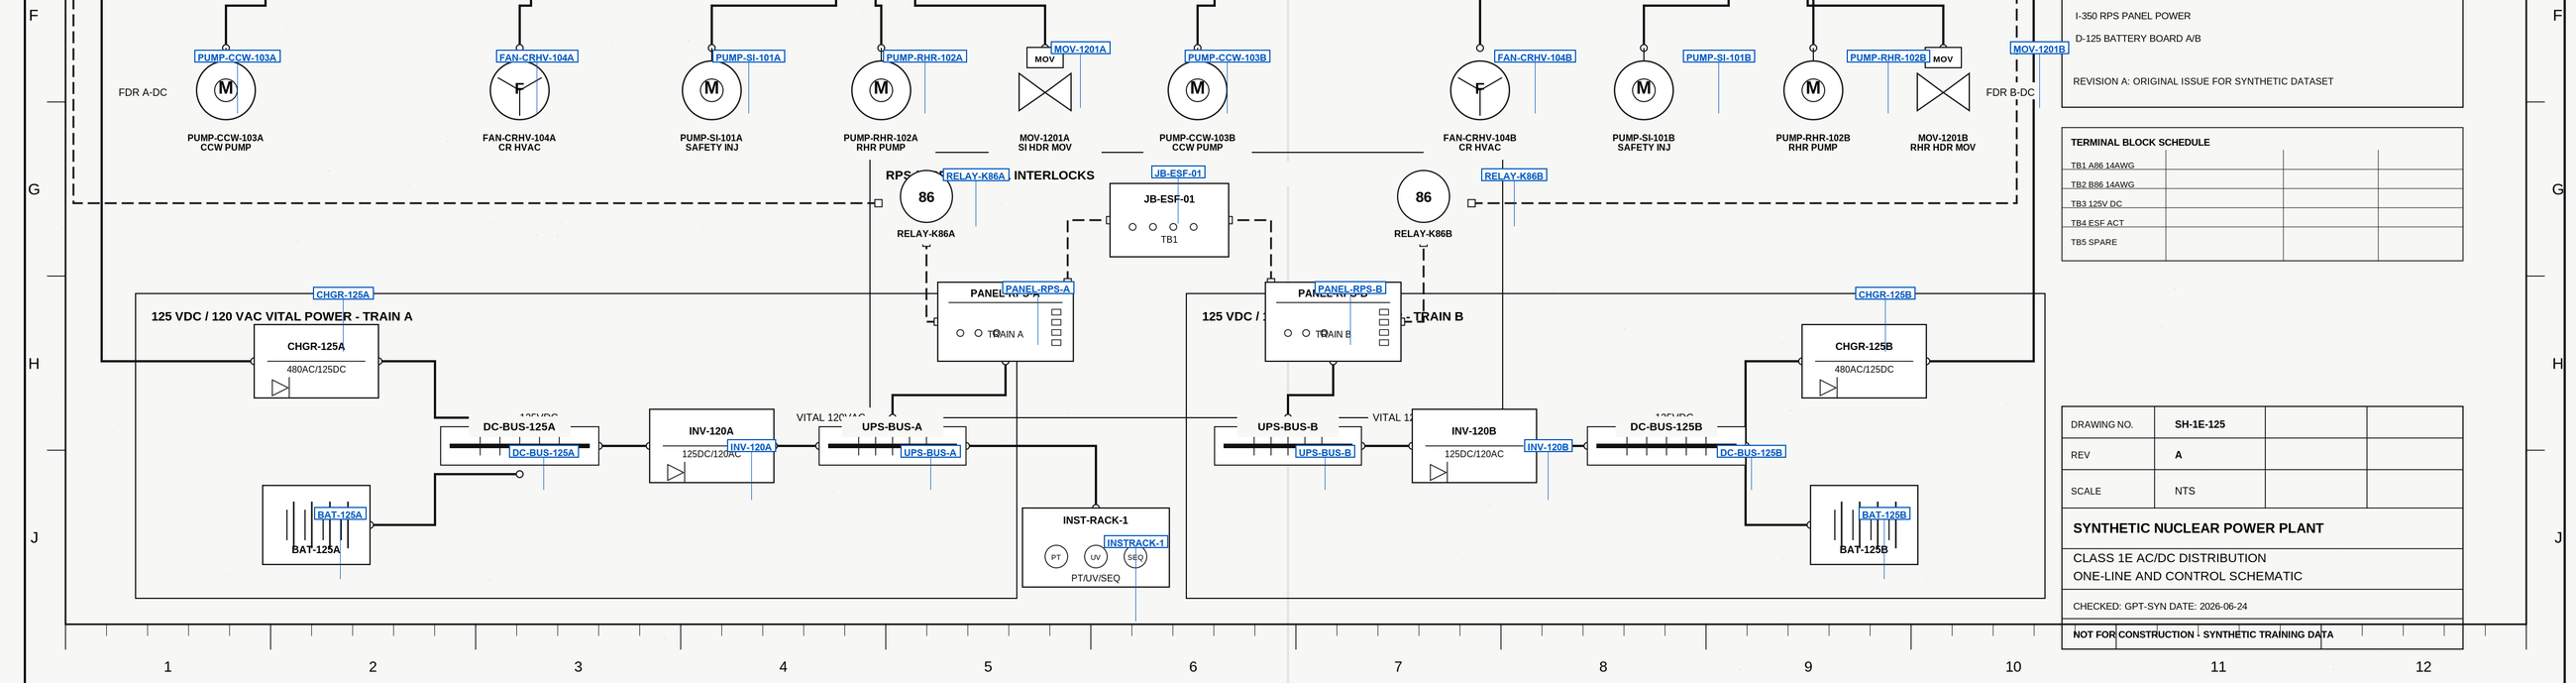 F
F
I-350 RPS PANEL POWER
D-125 BATTERY BOARD A/B
REVISION A: ORIGINAL ISSUE FOR SYNTHETIC DATASET
PUMP-CCW-103A
FAN-CRHV-104A
PUMP-SI-101A
PUMP-RHR-102A
MOV-1201A
PUMP-CCW-103B
FAN-CRHV-104B
PUMP-SI-101B
PUMP-RHR-102B
MOV-1201B
MOV
MOV
FDR A-DC
M
F
M
M
M
F
M
M
FDR B-DC
PUMP-CCW-103A
CCW PUMP
FAN-CRHV-104A
CR HVAC
PUMP-SI-101A
SAFETY INJ
PUMP-RHR-102A
RHR PUMP
MOV-1201A
SI HDR MOV
PUMP-CCW-103B
CCW PUMP
FAN-CRHV-104B
CR HVAC
PUMP-SI-101B
SAFETY INJ
PUMP-RHR-102B
RHR PUMP
MOV-1201B
RHR HDR MOV
TERMINAL BLOCK SCHEDULE
TB1 A86 14AWG
TB2 B86 14AWG
TB3 125V DC
TB4 ESF ACT
TB5 SPARE
G
G
INTERLOCKS
RELAY-K86A
86
RELAY-K86A
JB-ESF-01
JB-ESF-01
TB1
RELAY-K86B
86
RELAY-K86B
H
H
CHGR-125A
125 VDC / 120 VAC VITAL POWER - TRAIN A
CHGR-125A
480AC/125DC
PANEL-RPS-A
PANEL-RPS-A
TRAIN A
PANEL-RPS-B
PANEL-RPS-B
125 VDC /
- TRAIN B
TRAIN B
CHGR-125B
CHGR-125B
480AC/125DC
125VDC
DC-BUS-125A
DC-BUS-125A
INV-120A
125DC/120AC
INV-120A
VITAL 120VAC
UPS-BUS-A
UPS-BUS-A
UPS-BUS-B
UPS-BUS-B
VITAL
INV-120B
125DC/120AC
INV-120B
125VDC
DC-BUS-125B
DC-BUS-125B
J
J
BAT-125A
BAT-125A
INST-RACK-1
INSTRACK-1
PT
UV
SEQ
PT/UV/SEQ
BAT-125B
BAT-125B
DRAWING NO. SH-1E-125
REV A
SCALE NTS
SYNTHETIC NUCLEAR POWER PLANT
CLASS 1E AC/DC DISTRIBUTION
ONE-LINE AND CONTROL SCHEMATIC
CHECKED: GPT-SYN DATE: 2026-06-24
NOT FOR CONSTRUCTION - SYNTHETIC TRAINING DATA
1 2 3 4 5 6 7 8 9 10 11 12